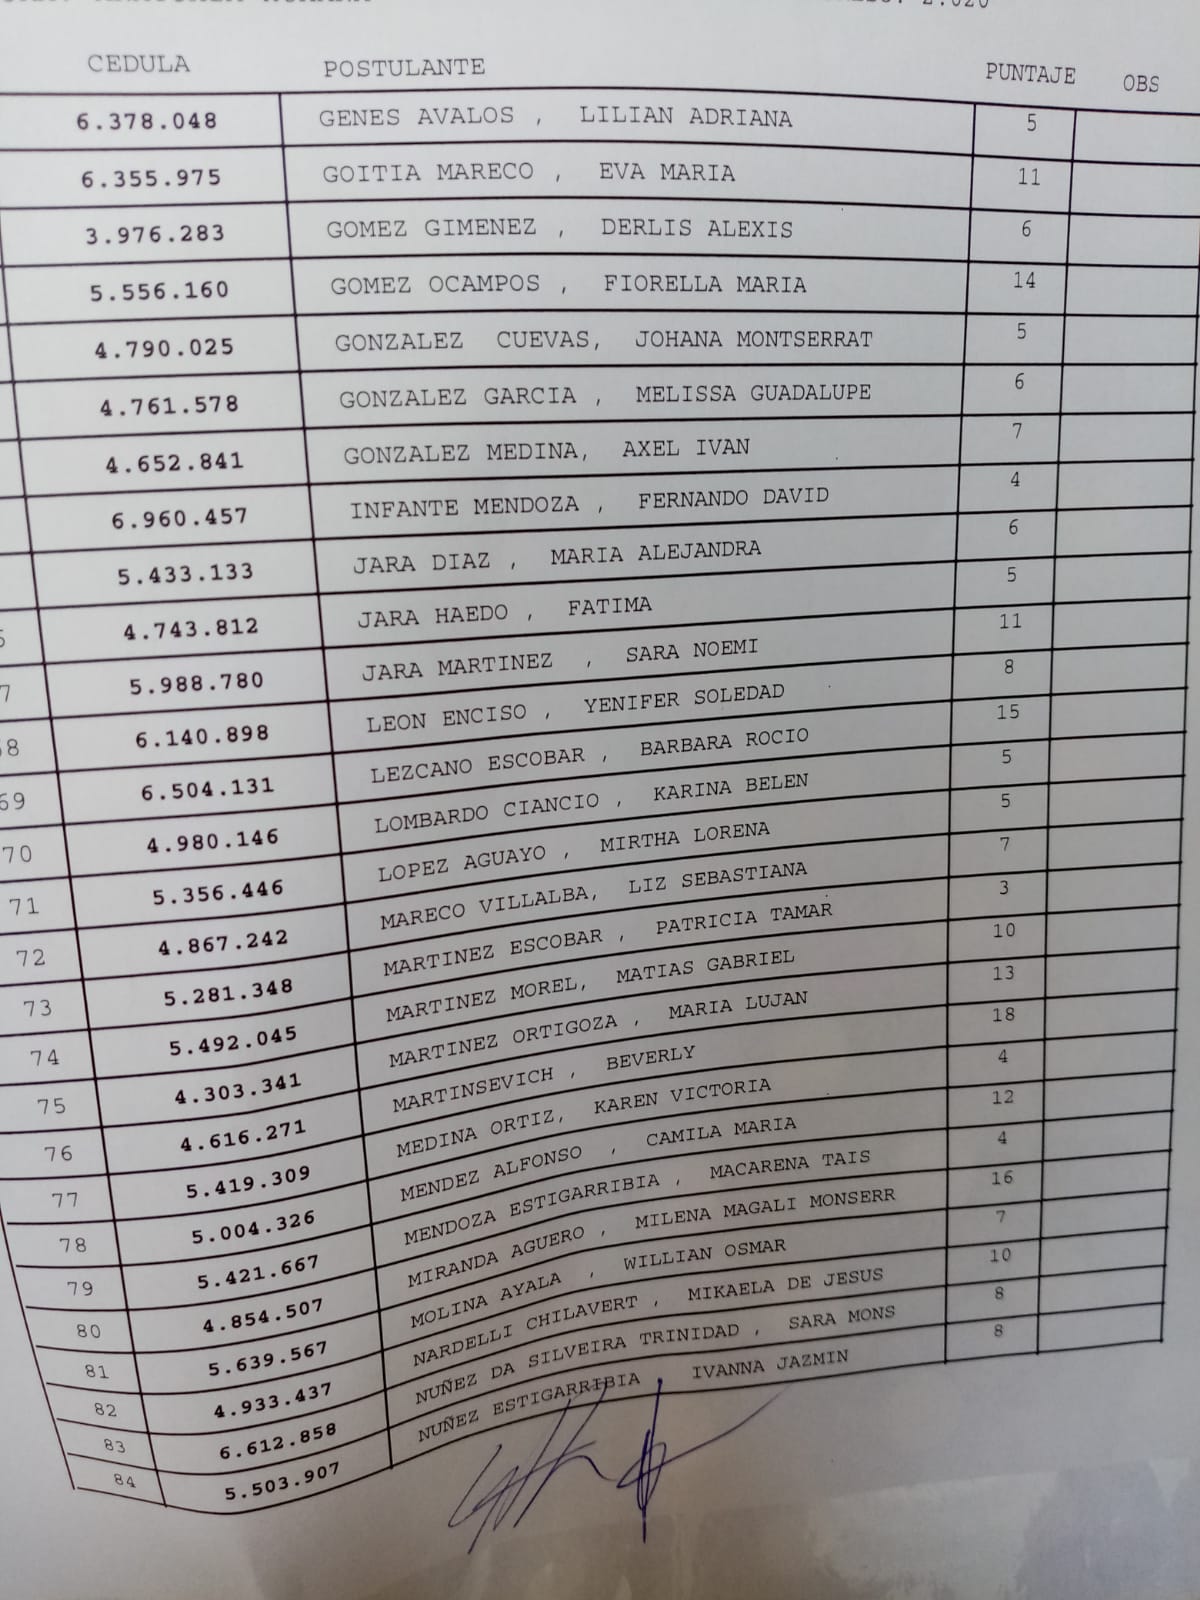 2.020
CEDULA POSTULANTE PUNTAJE OBS
6.378.048 GENES AVALOS , LILIAN ADRIANA 5
6.355.975 GOITIA MARECO , EVA MARIA 11
3.976.283 GOMEZ GIMENEZ , DERLIS ALEXIS 6
5.556.160 GOMEZ OCAMPOS , FIORELLA MARIA 14
4.790.025 GONZALEZ CUEVAS, JOHANA MONTSERRAT 5
4.761.578 GONZALEZ GARCIA , MELISSA GUADALUPE 6
4.652.841 GONZALEZ MEDINA, AXEL IVAN 7
6.960.457 INFANTE MENDOZA , FERNANDO DAVID 4
5.433.133 JARA DIAZ , MARIA ALEJANDRA 6
4.743.812 JARA HAEDO , FATIMA 5
7 5.988.780 JARA MARTINEZ , SARA NOEMI 11
8 6.140.898 LEON ENCISO , YENIFER SOLEDAD 8
69 6.504.131 LEZCANO ESCOBAR , BARBARA ROCIO 15
70 4.980.146 LOMBARDO CIANCIO , KARINA BELEN 5
71 5.356.446 LOPEZ AGUAYO , MIRTHA LORENA 5
72 4.867.242 MARECO VILLALBA, LIZ SEBASTIANA 7
73 5.281.348 MARTINEZ ESCOBAR , PATRICIA TAMAR 3
74 5.492.045 MARTINEZ MOREL, MATIAS GABRIEL 10
75 4.303.341 MARTINEZ ORTIGOZA , MARIA LUJAN 13
76 4.616.271 MARTINSEVICH , BEVERLY 18
77 5.419.309 MEDINA ORTIZ, KAREN VICTORIA 4
78 5.004.326 MENDEZ ALFONSO , CAMILA MARIA 12
79 5.421.667 MENDOZA ESTIGARRIBIA , MACARENA TAIS 4
80 4.854.507 MIRANDA AGUERO , MILENA MAGALI MONSERR 16
81 5.639.567 MOLINA AYALA , WILLIAN OSMAR 7
82 4.933.437 NARDELLI CHILAVERT , MIKAELA DE JESUS 10
83 6.612.858 NUÑEZ DA SILVEIRA TRINIDAD , SARA MONS 8
84 5.503.907 NUÑEZ ESTIGARRIBIA , IVANNA JAZMIN 8